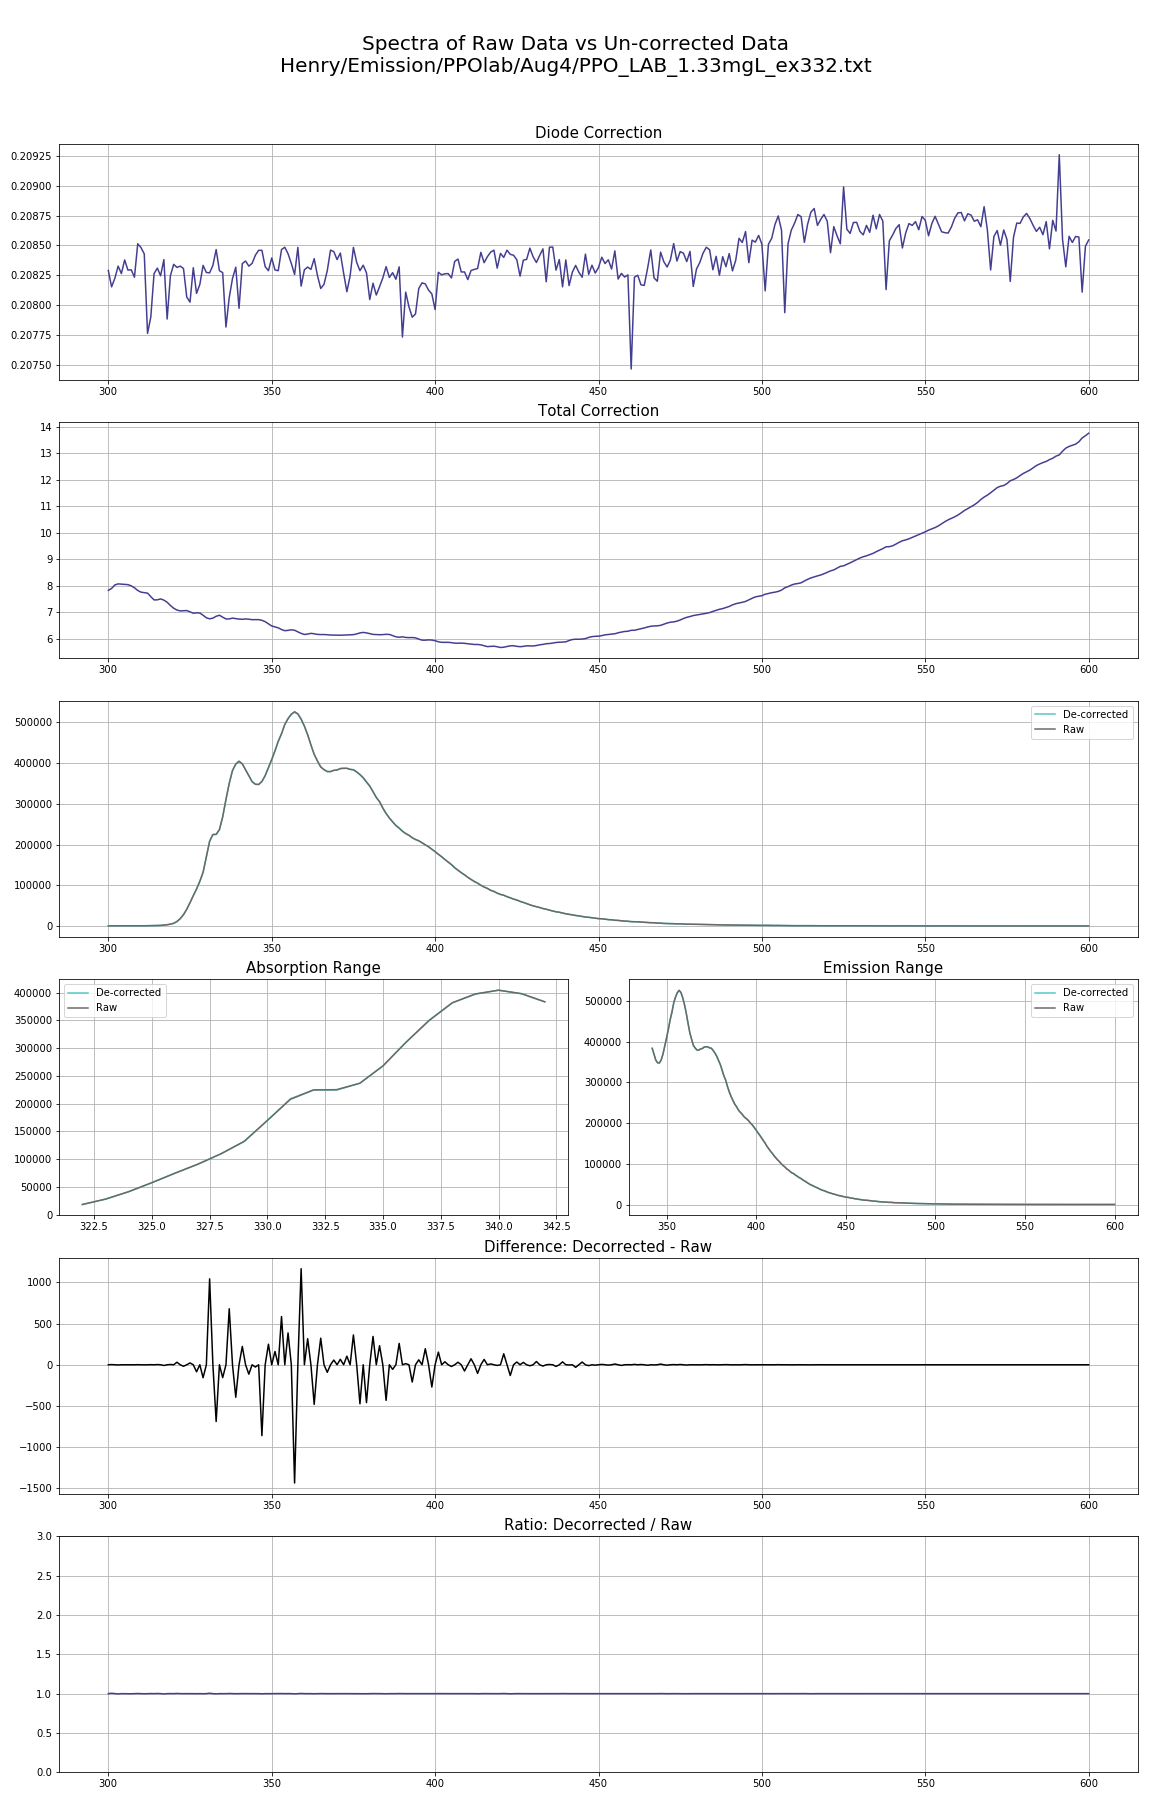 Spectra of Raw Data vs Un-corrected Data
Henry/Emission/PPOlab/Aug4/PPO_LAB_1.33mgL_ex332.txt
Diode Correction
0.20925
0.20900
0.20875
0.20850
0.20825
0.20800
0.20775
0.20750
300 350 400 450 500 550 600
Total Correction
14
13
12
11
10
9
8
7
6
300 350 400 450 500 550 600
De-corrected
Raw
500000
400000
300000
200000
100000
0
300 350 400 450 500 550 600
Absorption Range
De-corrected
Raw
400000
350000
300000
250000
200000
150000
100000
50000
0
322.5 325.0 327.5 330.0 332.5 335.0 337.5 340.0 342.5
Emission Range
De-corrected
Raw
500000
400000
300000
200000
100000
0
350 400 450 500 550 600
Difference: Decorrected - Raw
1000
500
0
−500
−1000
−1500
300 350 400 450 500 550 600
Ratio: Decorrected / Raw
3.0
2.5
2.0
1.5
1.0
0.5
0.0
300 350 400 450 500 550 600